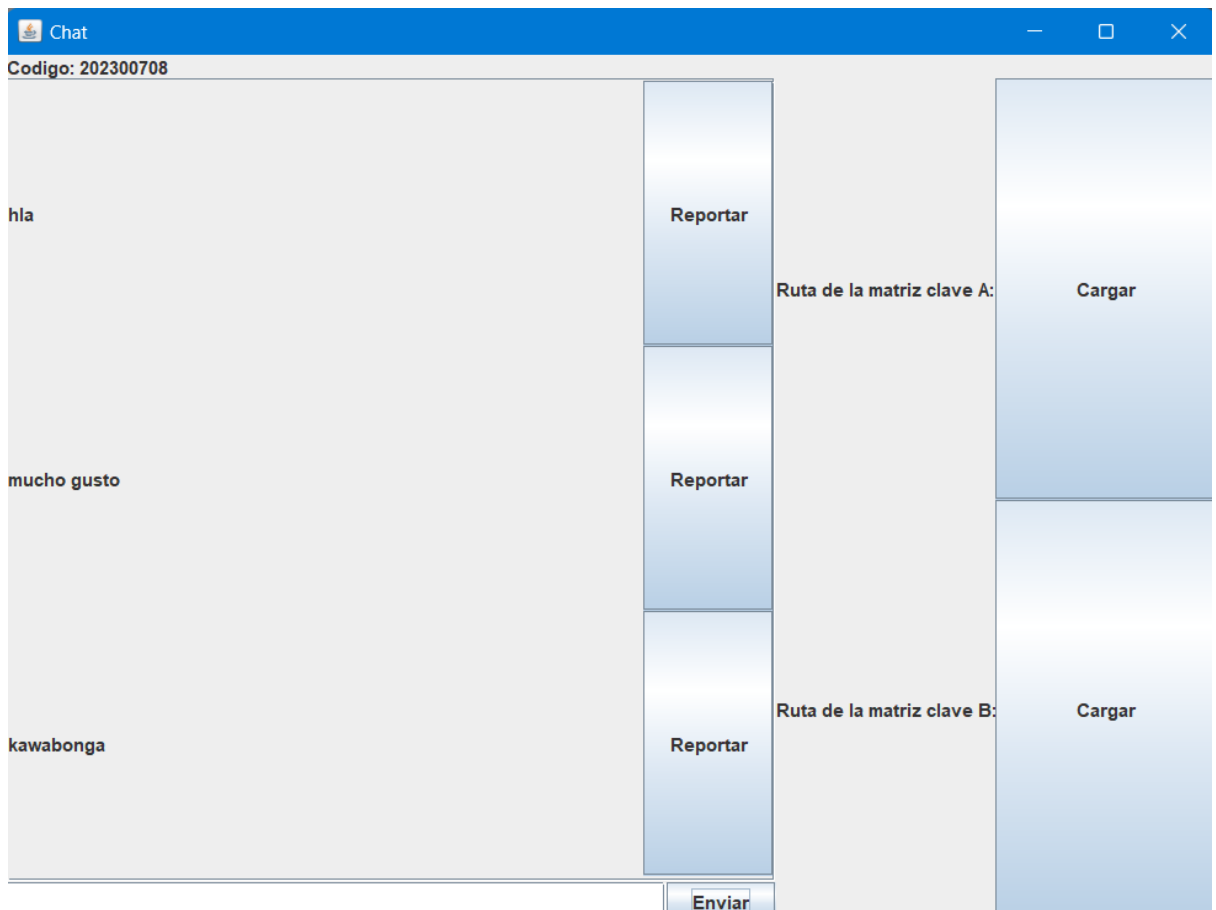 Chat
Codigo: 202300708
hla
Reportar
mucho gusto
Reportar
kawabonga
Reportar
Enviar
Ruta de la matriz clave A:
Cargar
Ruta de la matriz clave B:
Cargar